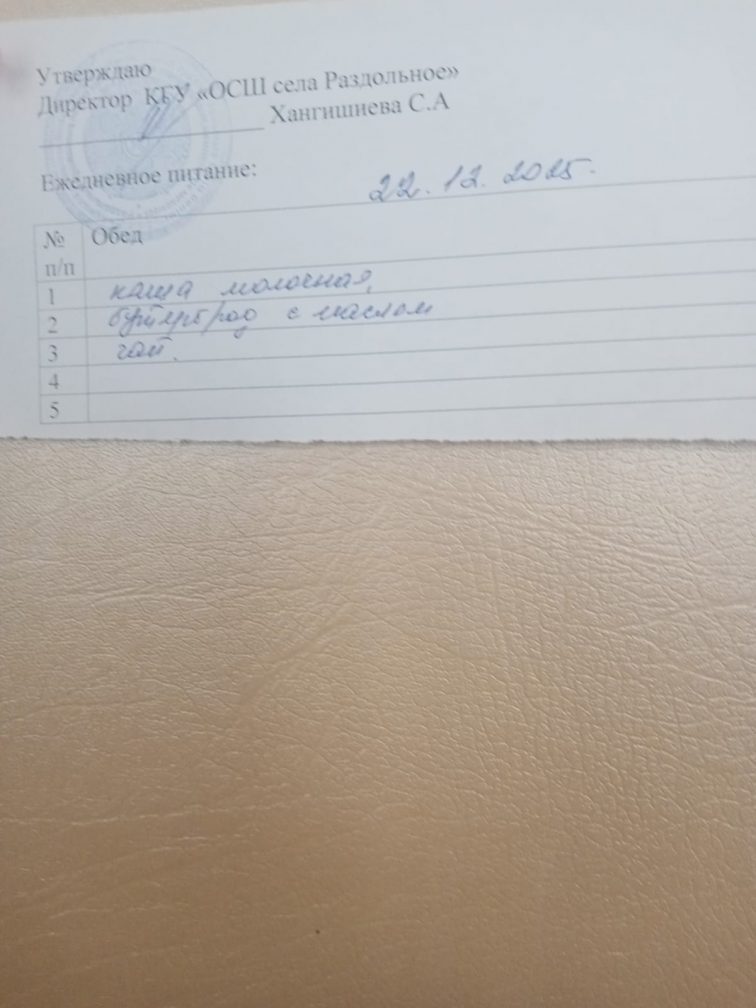 Утверждаю
Директор КГУ «ОСШ села Раздольное»
Хангишиева С.А
Ежедневное питание:
22.12.2025.
№ п/п Обед
1 каша молочная,
2 бутерброд с маслом
3 чай.
4
5